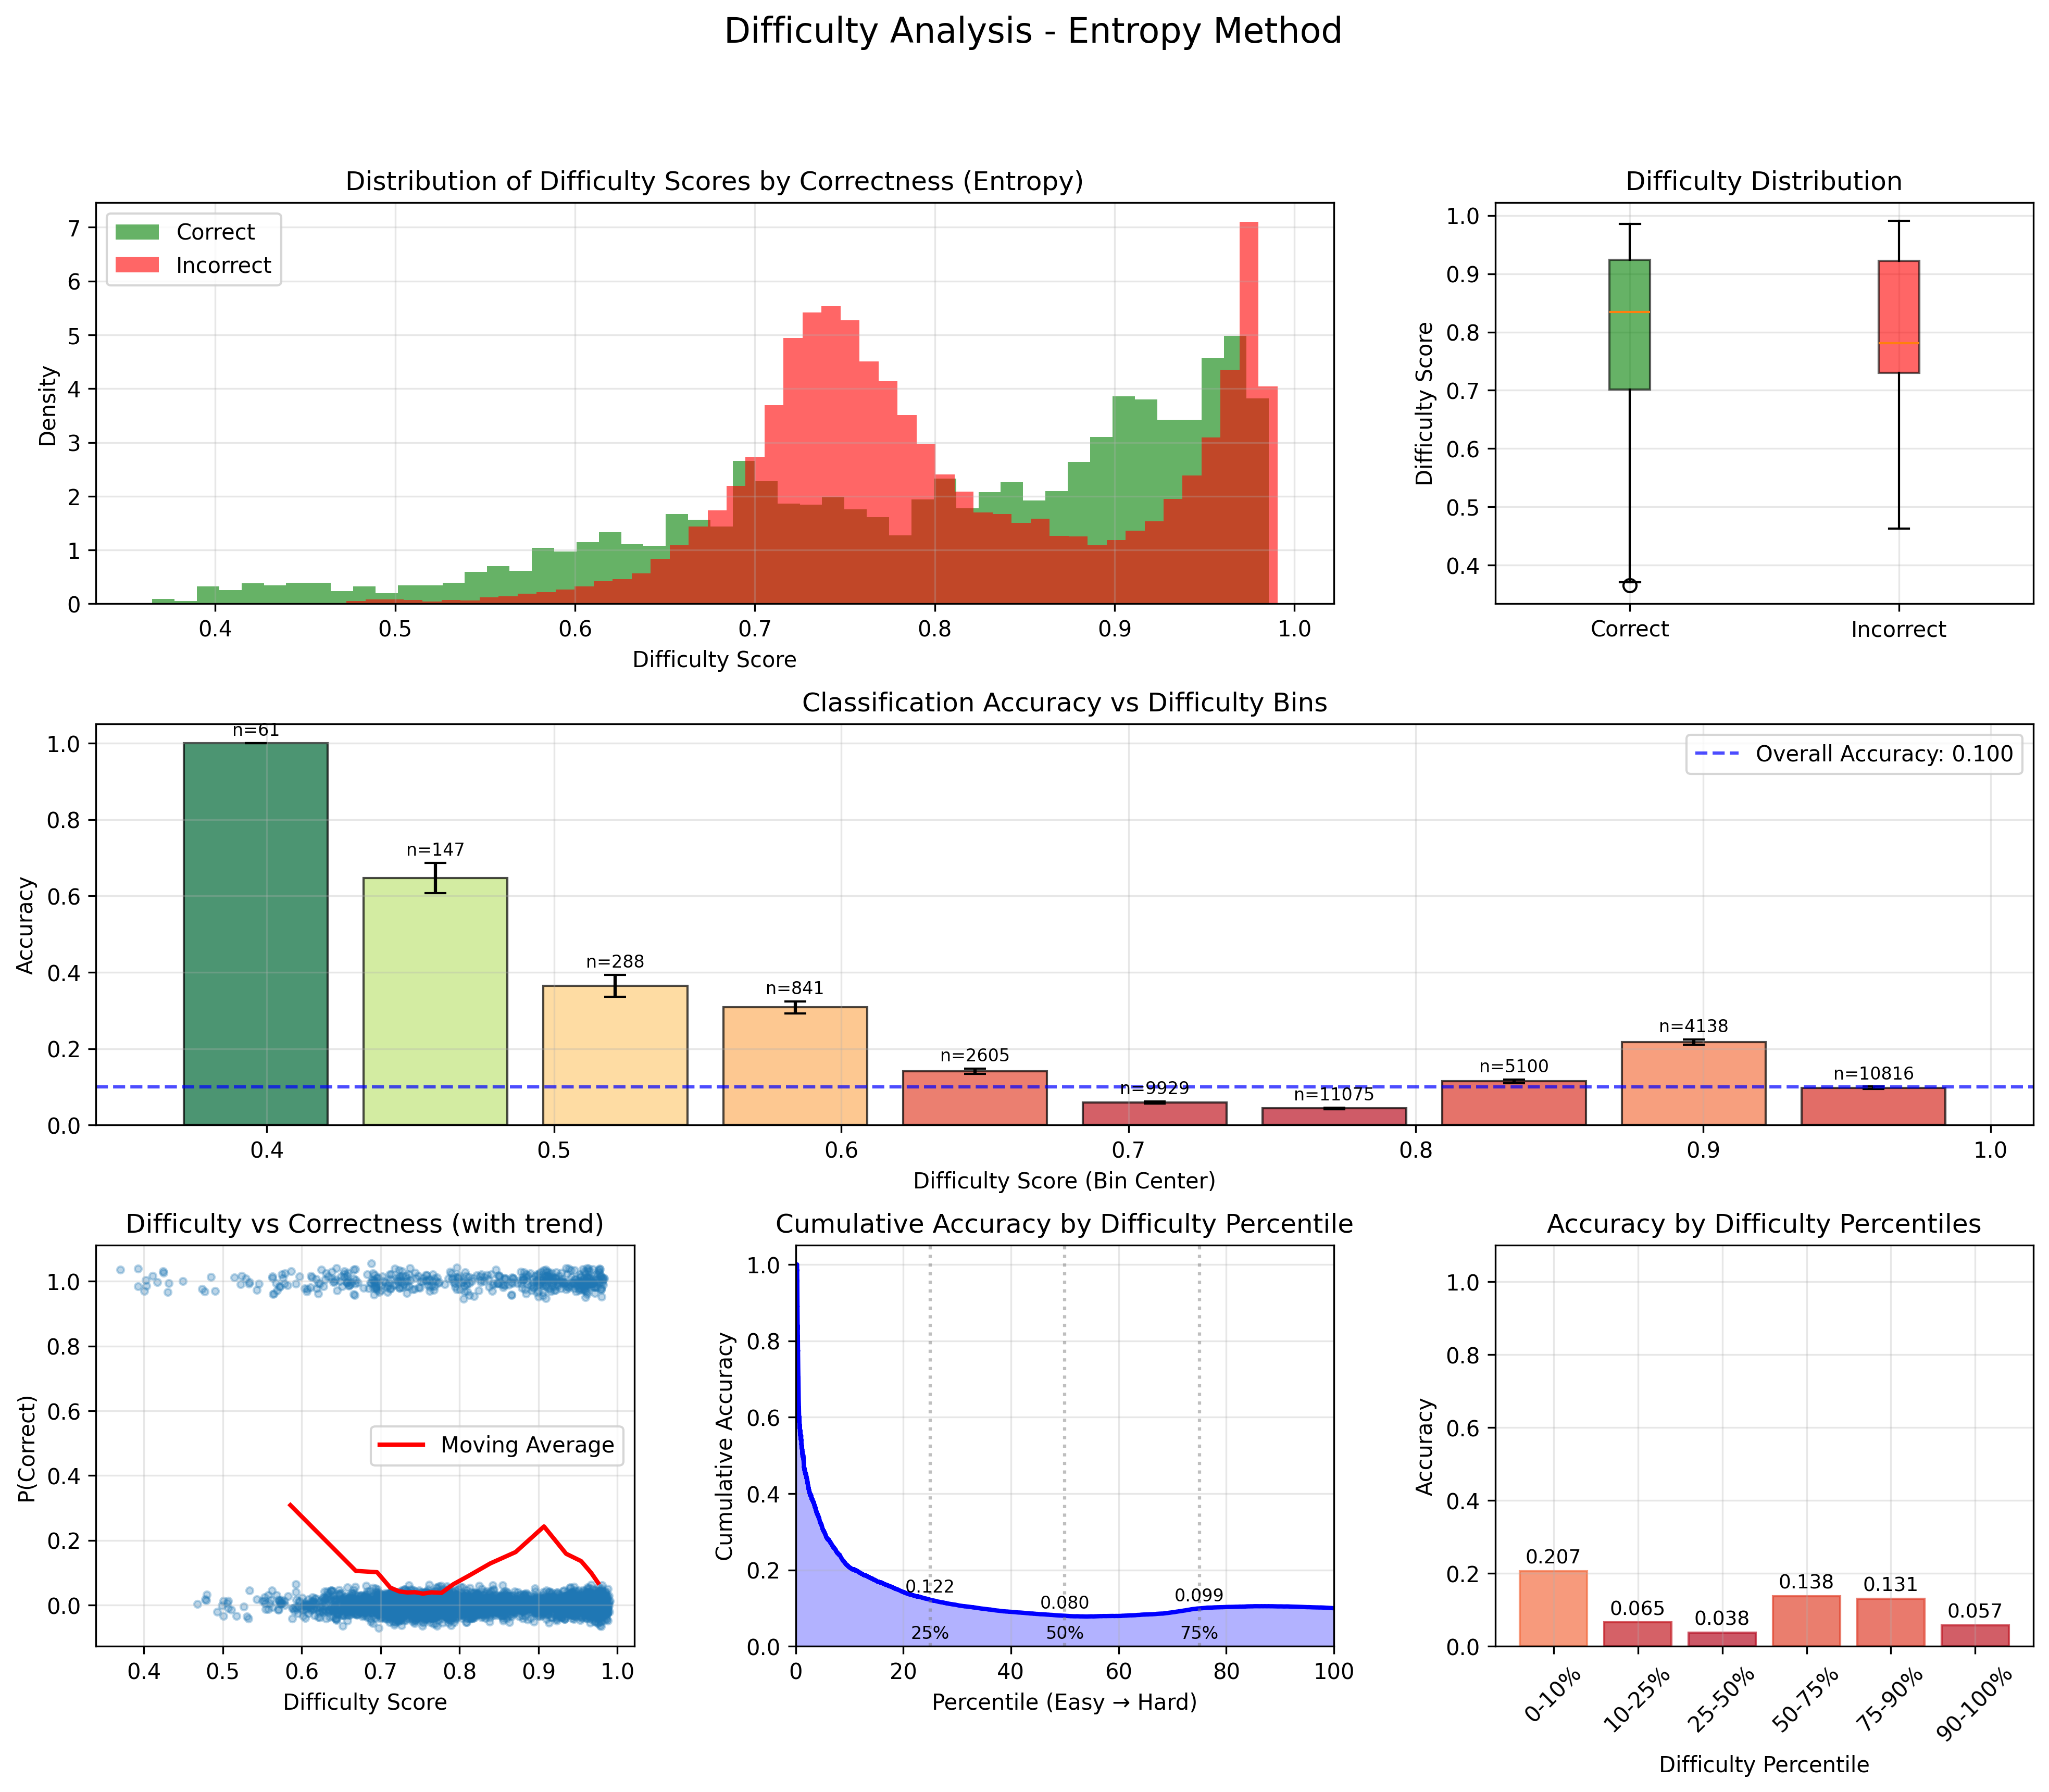 Difficulty Analysis - Entropy Method
Distribution of Difficulty Scores by Correctness (Entropy)
Correct
Incorrect
Density
7
6
5
4
3
2
1
0
0.4 0.5 0.6 0.7 0.8 0.9 1.0
Difficulty Score
Difficulty Distribution
Difficulty Score
1.0
0.9
0.8
0.7
0.6
0.5
0.4
Correct Incorrect
Classification Accuracy vs Difficulty Bins
Overall Accuracy: 0.100
Accuracy
1.0
0.8
0.6
0.4
0.2
0.0
n=61
n=147
n=288
n=841
n=2605
n=9929
n=11075
n=5100
n=4138
n=10816
0.4 0.5 0.6 0.7 0.8 0.9 1.0
Difficulty Score (Bin Center)
Difficulty vs Correctness (with trend)
P(Correct)
1.0
0.8
0.6
0.4
0.2
0.0
Moving Average
0.4 0.5 0.6 0.7 0.8 0.9 1.0
Difficulty Score
Cumulative Accuracy by Difficulty Percentile
Cumulative Accuracy
1.0
0.8
0.6
0.4
0.2
0.0
0.122 0.080 0.099
25% 50% 75%
0 20 40 60 80 100
Percentile (Easy → Hard)
Accuracy by Difficulty Percentiles
Accuracy
1.0
0.8
0.6
0.4
0.2
0.0
0.207 0.065 0.038 0.138 0.131 0.057
0-10% 10-25% 25-50% 50-75% 75-90% 90-100%
Difficulty Percentile